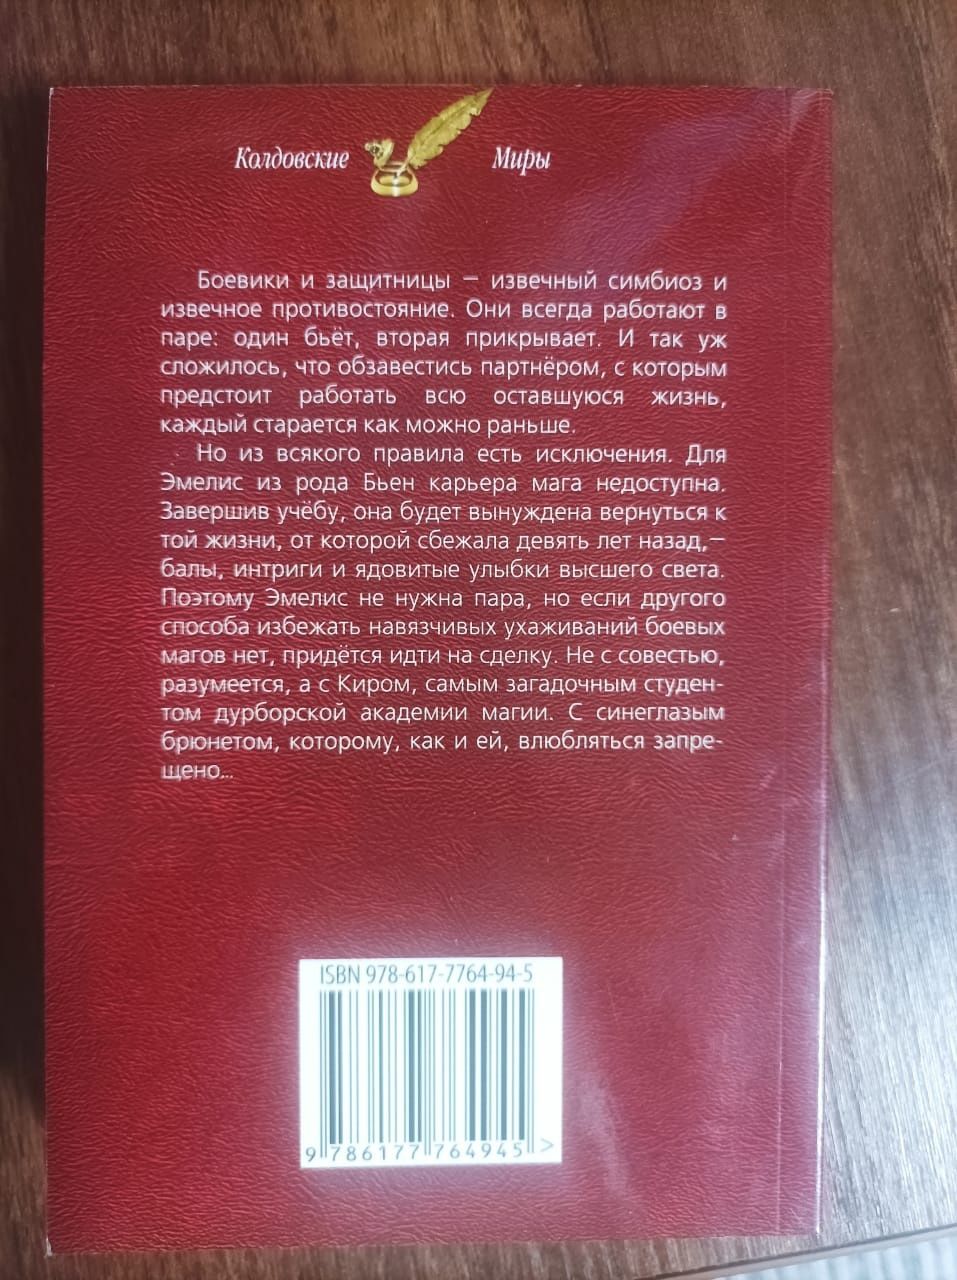 Колдовские Миры
Боевики и защитницы — извечный симбиоз и
извечное противостояние. Они всегда работают в
паре: один бьёт, вторая прикрывает. И так уж
сложилось, что обзавестись партнёром, с которым
предстоит работать всю оставшуюся жизнь,
каждый старается как можно раньше.
Но из всякого правила есть исключения. Для
Эмелис из рода Бьен карьера мага недоступна.
Завершив учёбу, она будет вынуждена вернуться к
той жизни, от которой сбежала девять лет назад,—
балы, интриги и ядовитые улыбки высшего света.
Поэтому Эмелис не нужна пара, но если другого
способа избежать навязчивых ухаживаний боевых
магов нет, придётся идти на сделку. Не с совестью,
разумеется, а с Киром, самым загадочным студен-
том дурборской академии магии. С синеглазым
брюнетом, которому, как и ей, влюбляться запре-
щено...
ISBN 978-617-7764-94-5
9 786177 764945 >